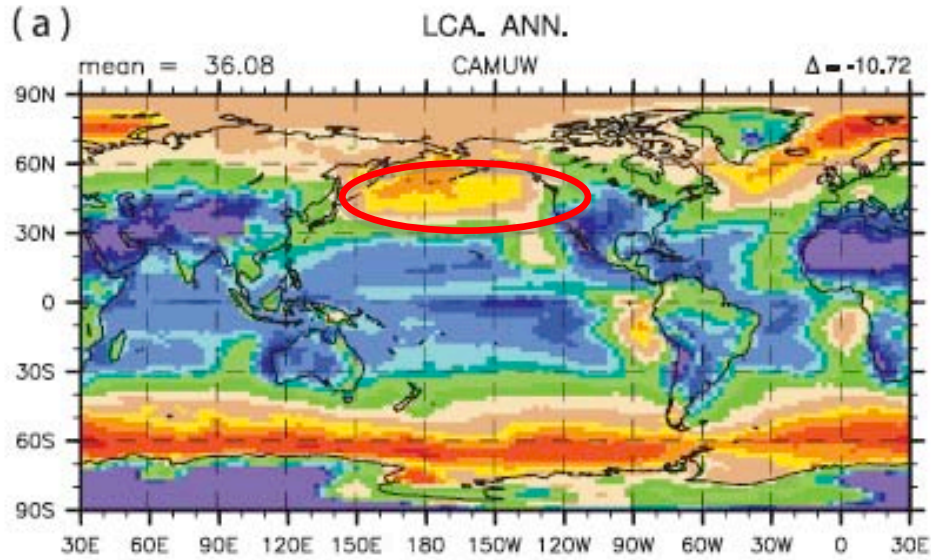 (a)
LCA. ANN.
mean = 36.08 CAMUW Δ = -10.72
90N
60N
30N
0
30S
60S
90S
30E 60E 90E 120E 150E 180 150W 120W 90W 60W 30W 0 30E